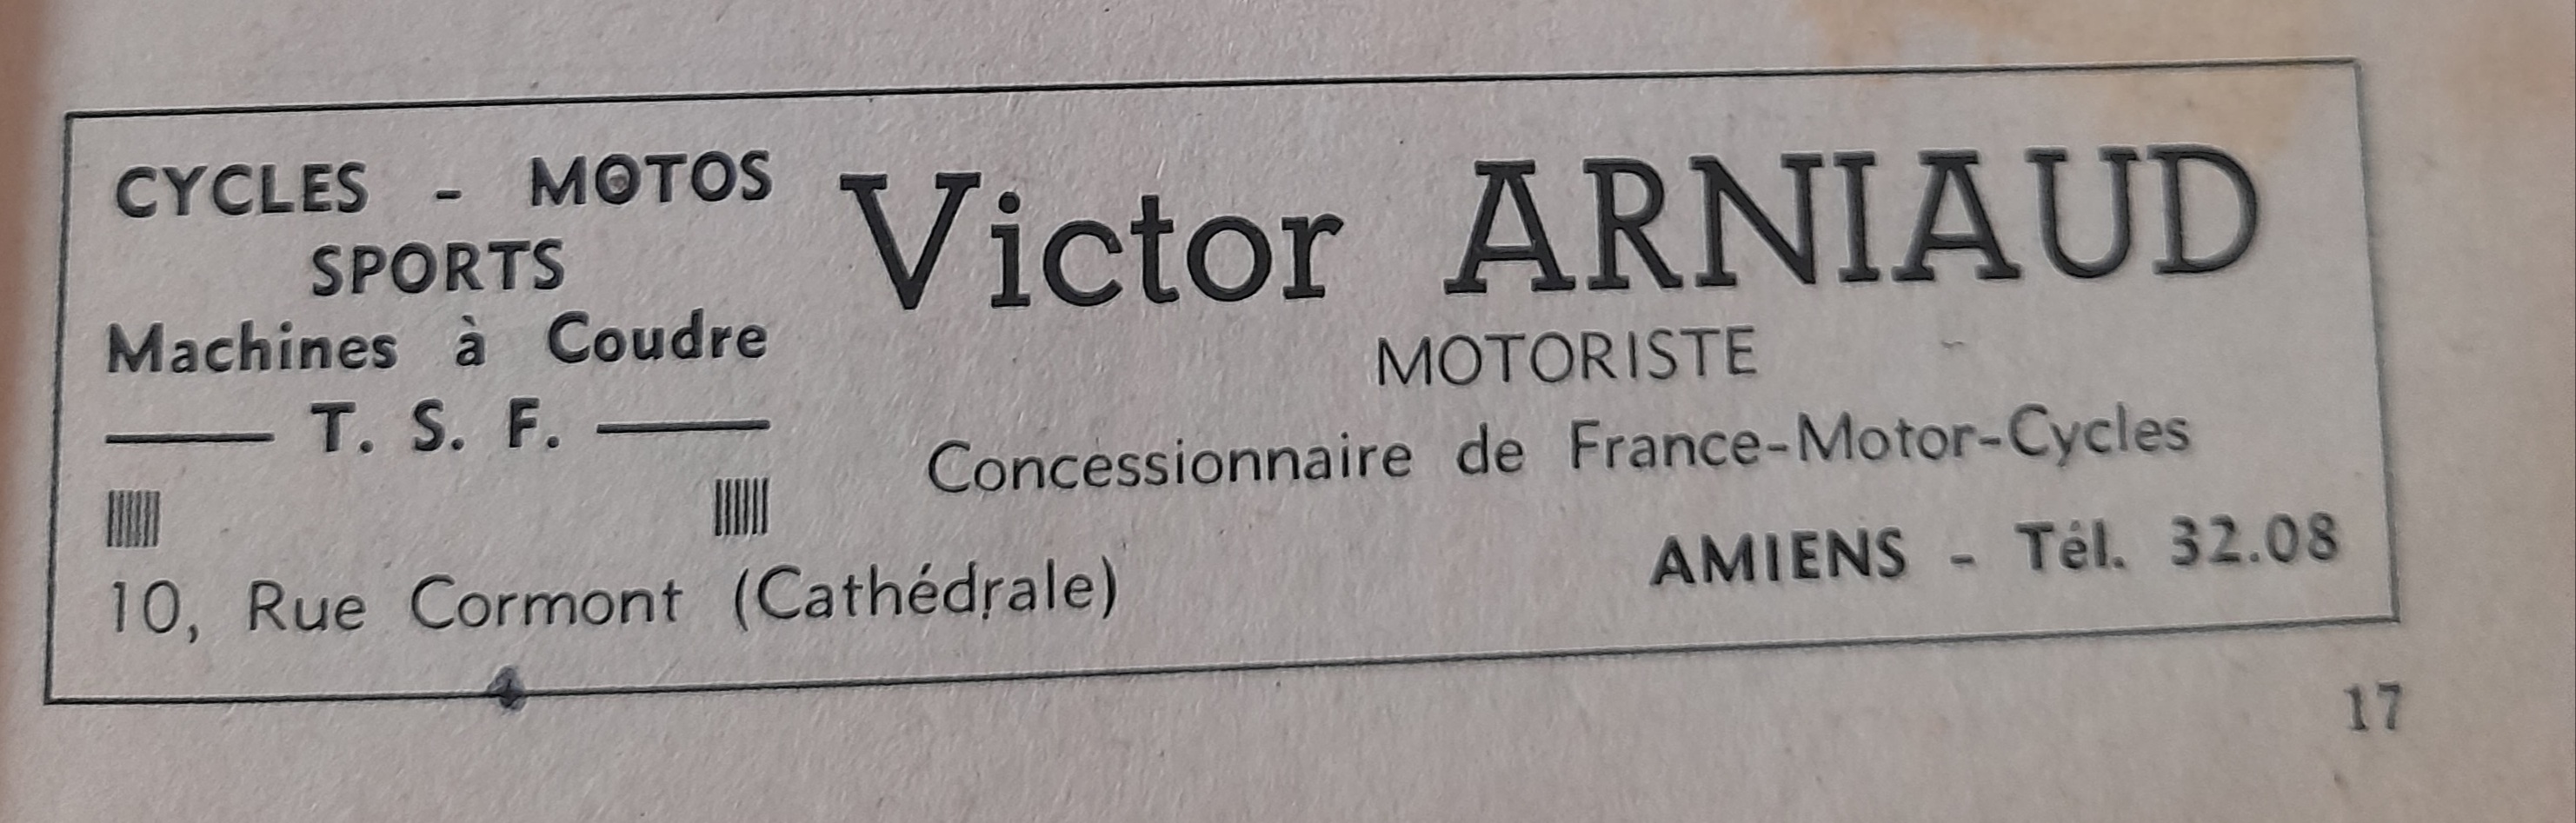 CYCLES - MOTOS
SPORTS
Machines à Coudre
T. S. F.
Victor ARNIAUD
MOTORISTE
Concessionnaire de France-Motor-Cycles
10, Rue Cormont (Cathédrale)
AMIENS - Tél. 32.08
17